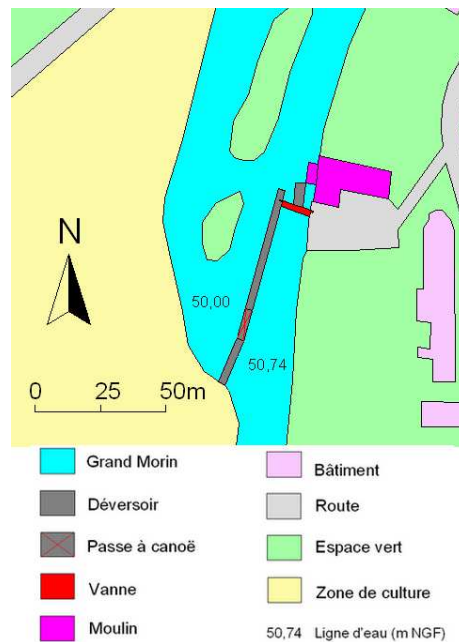 50,00
N
50,74
0 25 50m
Grand Morin
Déversoir
Passe à canoë
Vanne
Moulin
Bâtiment
Route
Espace vert
Zone de culture
50,74 Ligne d'eau (m NGF)